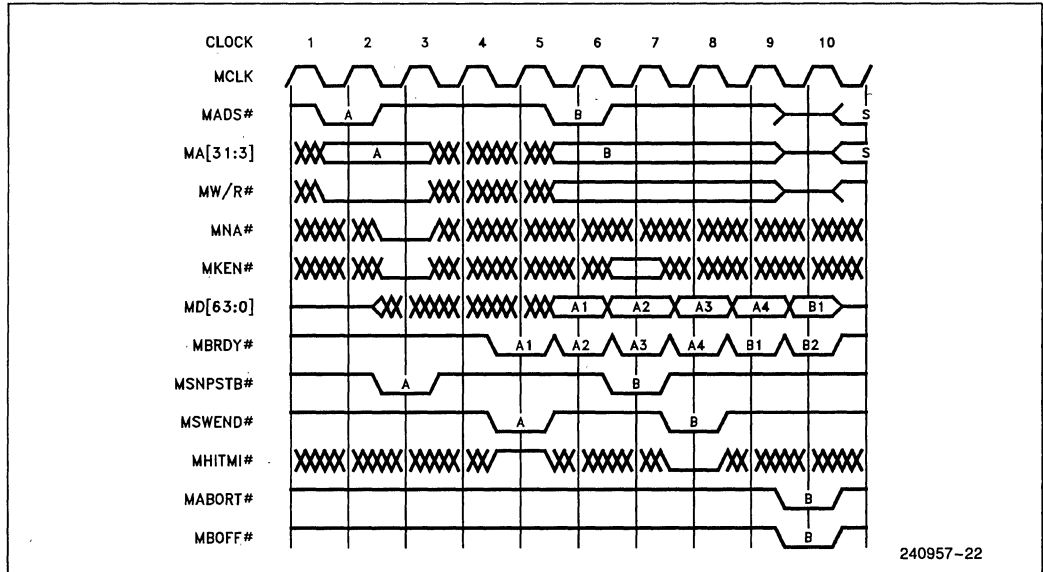 CLOCK 1 2 3 4 5 6 7 8 9 10
MCLK
MADS# A B S
MA[31:3] A B S
MW/R#
MNA#
MKEN#
MD[63:0] A1 A2 A3 A4 B1
MBRDY# A1 A2 A3 A4 B1 B2
MSNPSTB# A B
MSWEND# A B
MHITMI#
MABORT# B
MBOFF# B
240957-22